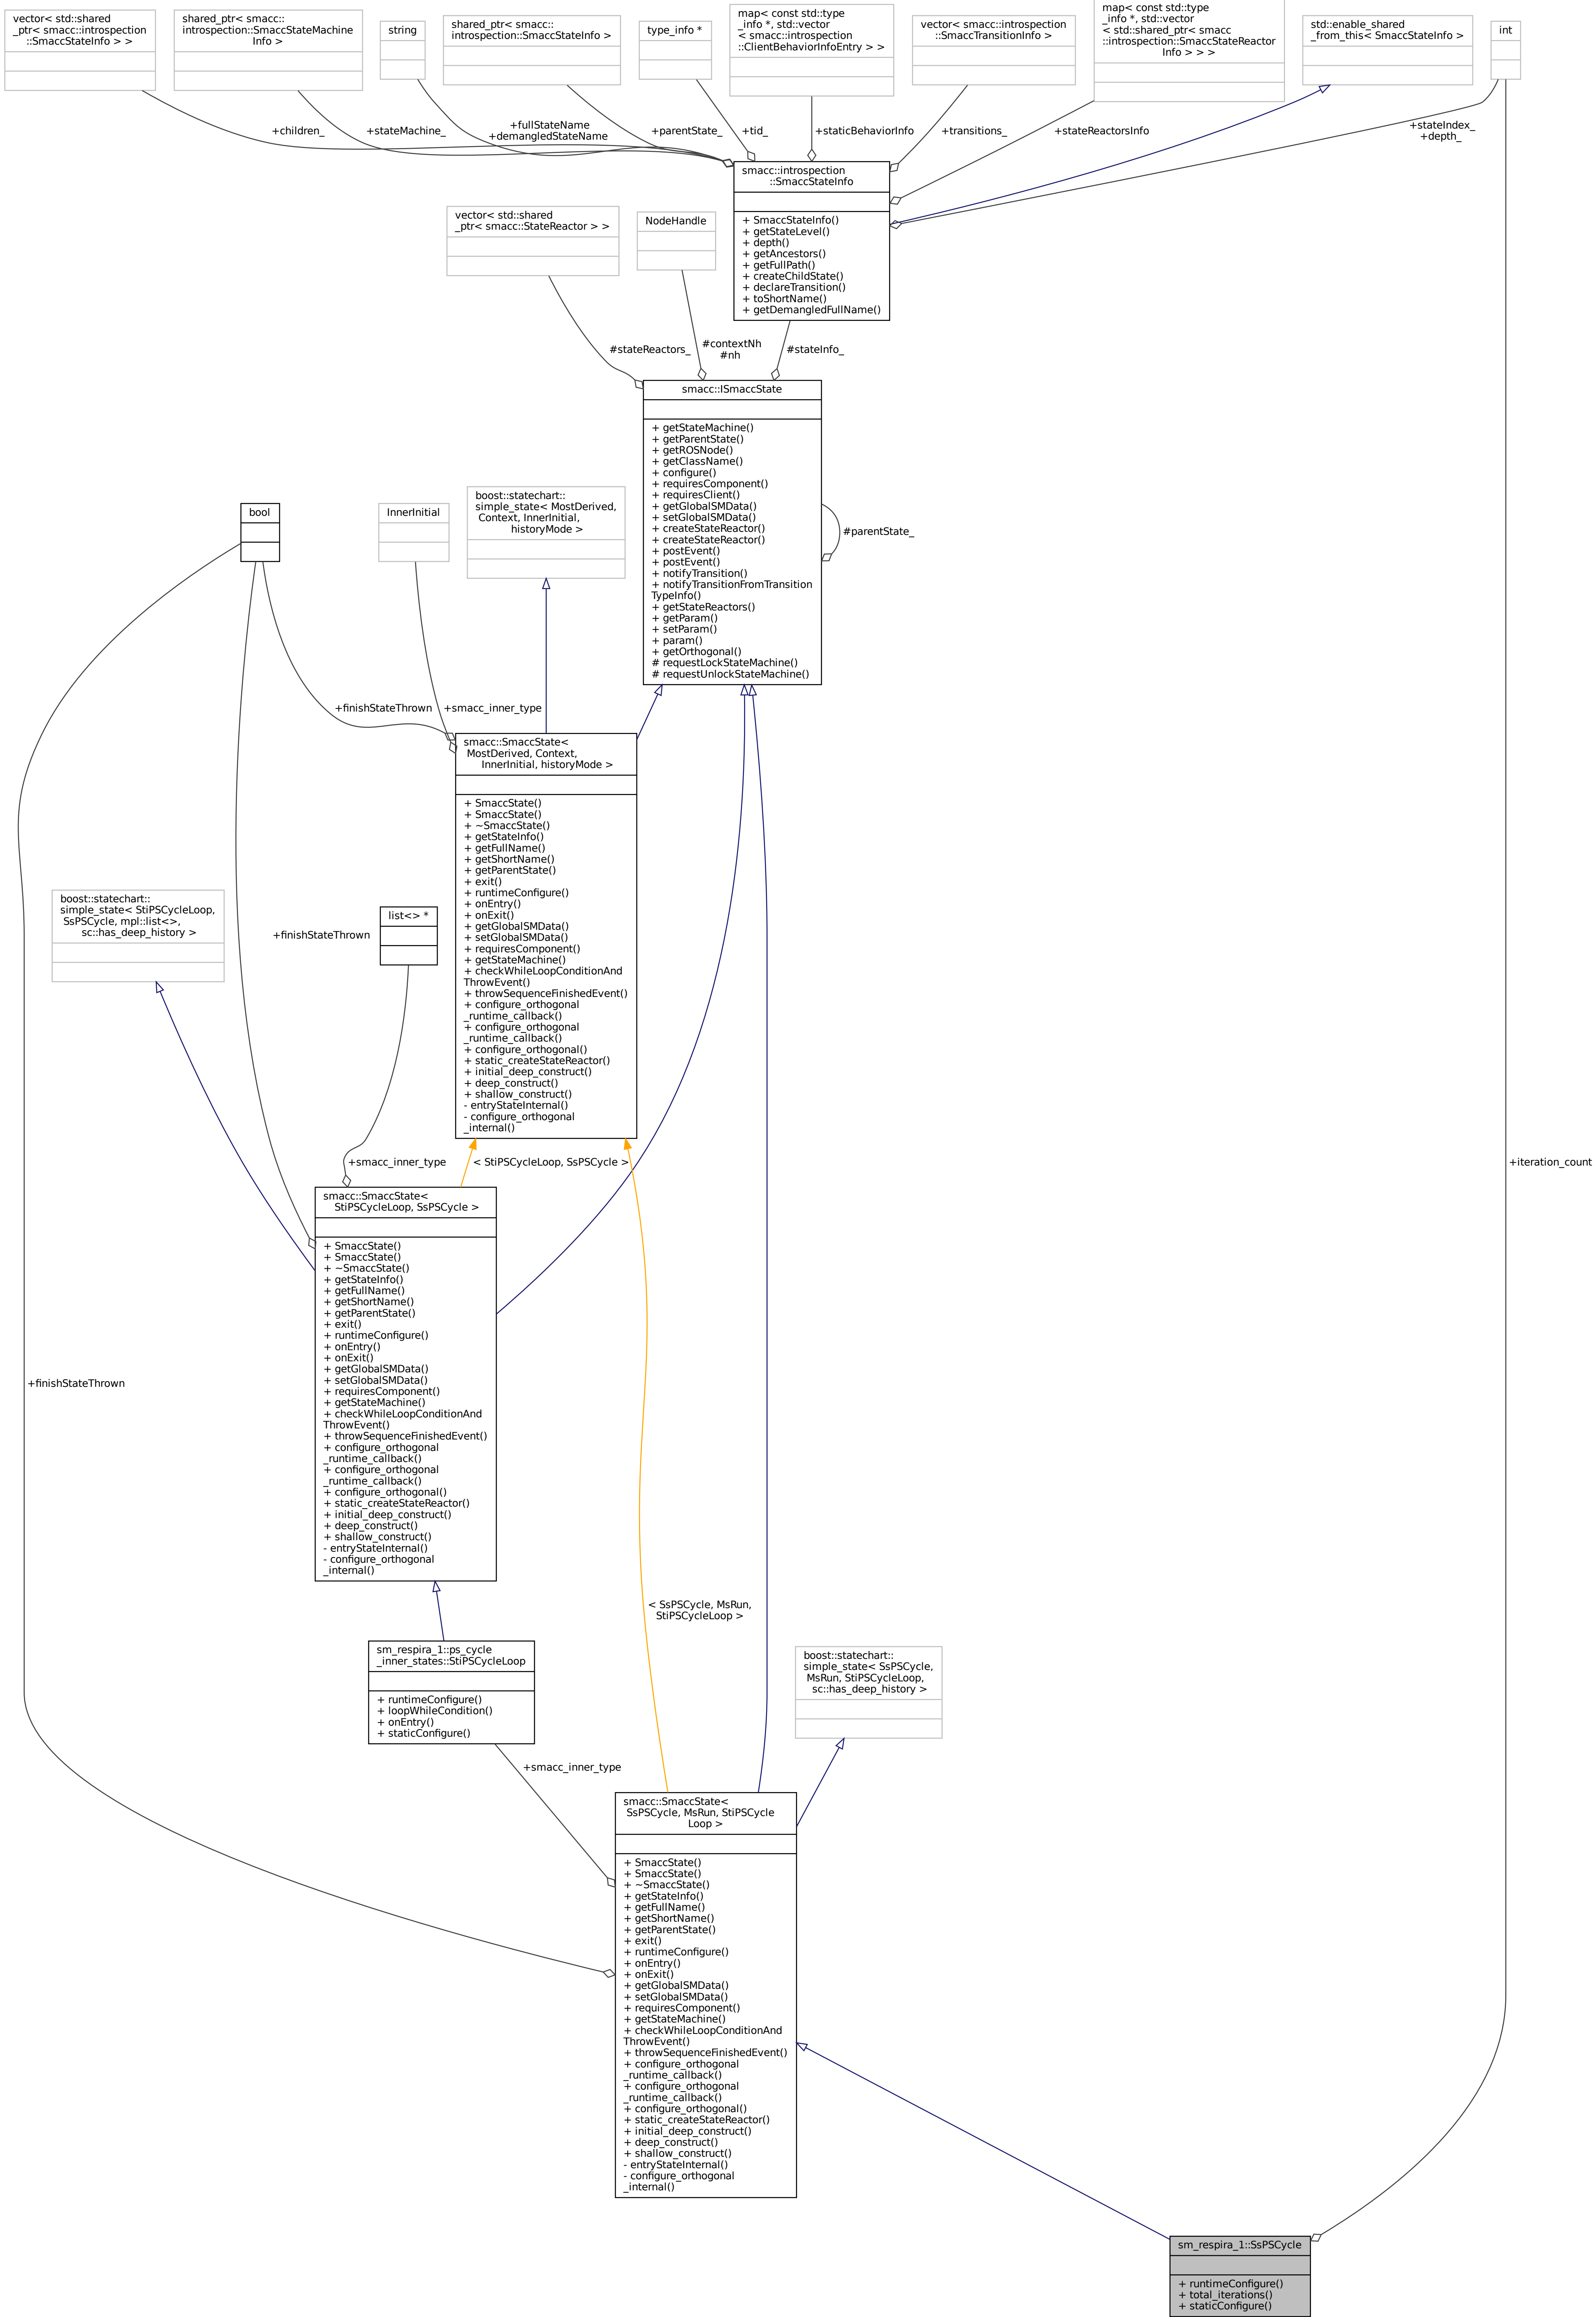 vector< std::shared
_ptr< smacc::introspection
::SmaccStateInfo > >
shared_ptr< smacc::
introspection::SmaccStateMachine
Info >
string
shared_ptr< smacc::
introspection::SmaccStateInfo >
type_info *
map< const std::type
_info *, std::vector
< smacc::introspection
::ClientBehaviorInfoEntry > >
vector< smacc::introspection
::SmaccTransitionInfo >
map< const std::type
_info *, std::vector
< std::shared_ptr< smacc
::introspection::SmaccStateReactor
Info > > >
std::enable_shared
_from_this< SmaccStateInfo >
int
+children_
+stateMachine_
+fullStateName
+demangledStateName
+parentState_
+tid_
+staticBehaviorInfo
+transitions_
+stateReactorsInfo
+stateIndex_
+depth_
smacc::introspection
::SmaccStateInfo
+ SmaccStateInfo()
+ getStateLevel()
+ depth()
+ getAncestors()
+ getFullPath()
+ createChildState()
+ declareTransition()
+ toShortName()
+ getDemangledFullName()
vector< std::shared
_ptr< smacc::StateReactor > >
NodeHandle
#stateReactors_
#contextNh
#nh
#stateInfo_
smacc::ISmaccState
+ getStateMachine()
+ getParentState()
+ getROSNode()
+ getClassName()
+ configure()
+ requiresComponent()
+ requiresClient()
+ getGlobalSMData()
+ setGlobalSMData()
+ createStateReactor()
+ createStateReactor()
+ postEvent()
+ postEvent()
+ notifyTransition()
+ notifyTransitionFromTransition
TypeInfo()
+ getStateReactors()
+ getParam()
+ setParam()
+ param()
+ getOrthogonal()
# requestLockStateMachine()
# requestUnlockStateMachine()
#parentState_
bool
InnerInitial
boost::statechart::
simple_state< MostDerived,
Context, InnerInitial,
historyMode >
+finishStateThrown
+smacc_inner_type
smacc::SmaccState<
MostDerived, Context,
InnerInitial, historyMode >
+ SmaccState()
+ SmaccState()
+ ~SmaccState()
+ getStateInfo()
+ getFullName()
+ getShortName()
+ getParentState()
+ exit()
+ runtimeConfigure()
+ onEntry()
+ onExit()
+ getGlobalSMData()
+ setGlobalSMData()
+ requiresComponent()
+ getStateMachine()
+ checkWhileLoopConditionAnd
ThrowEvent()
+ throwSequenceFinishedEvent()
+ configure_orthogonal
_runtime_callback()
+ configure_orthogonal
_runtime_callback()
+ configure_orthogonal()
+ static_createStateReactor()
+ initial_deep_construct()
+ deep_construct()
+ shallow_construct()
- entryStateInternal()
- configure_orthogonal
_internal()
boost::statechart::
simple_state< StiPSCycleLoop,
SsPSCycle, mpl::list<>,
sc::has_deep_history >
list<> *
+finishStateThrown
+smacc_inner_type
< StiPSCycleLoop, SsPSCycle >
+iteration_count
smacc::SmaccState<
StiPSCycleLoop, SsPSCycle >
+ SmaccState()
+ SmaccState()
+ ~SmaccState()
+ getStateInfo()
+ getFullName()
+ getShortName()
+ getParentState()
+ exit()
+ runtimeConfigure()
+ onEntry()
+ onExit()
+ getGlobalSMData()
+ setGlobalSMData()
+ requiresComponent()
+ getStateMachine()
+ checkWhileLoopConditionAnd
ThrowEvent()
+ throwSequenceFinishedEvent()
+ configure_orthogonal
_runtime_callback()
+ configure_orthogonal
_runtime_callback()
+ configure_orthogonal()
+ static_createStateReactor()
+ initial_deep_construct()
+ deep_construct()
+ shallow_construct()
- entryStateInternal()
- configure_orthogonal
_internal()
+finishStateThrown
< SsPSCycle, MsRun,
StiPSCycleLoop >
sm_respira_1::ps_cycle
_inner_states::StiPSCycleLoop
+ runtimeConfigure()
+ loopWhileCondition()
+ onEntry()
+ staticConfigure()
boost::statechart::
simple_state< SsPSCycle,
MsRun, StiPSCycleLoop,
sc::has_deep_history >
+smacc_inner_type
smacc::SmaccState<
SsPSCycle, MsRun, StiPSCycle
Loop >
+ SmaccState()
+ SmaccState()
+ ~SmaccState()
+ getStateInfo()
+ getFullName()
+ getShortName()
+ getParentState()
+ exit()
+ runtimeConfigure()
+ onEntry()
+ onExit()
+ getGlobalSMData()
+ setGlobalSMData()
+ requiresComponent()
+ getStateMachine()
+ checkWhileLoopConditionAnd
ThrowEvent()
+ throwSequenceFinishedEvent()
+ configure_orthogonal
_runtime_callback()
+ configure_orthogonal
_runtime_callback()
+ configure_orthogonal()
+ static_createStateReactor()
+ initial_deep_construct()
+ deep_construct()
+ shallow_construct()
- entryStateInternal()
- configure_orthogonal
_internal()
sm_respira_1::SsPSCycle
+ runtimeConfigure()
+ total_iterations()
+ staticConfigure()